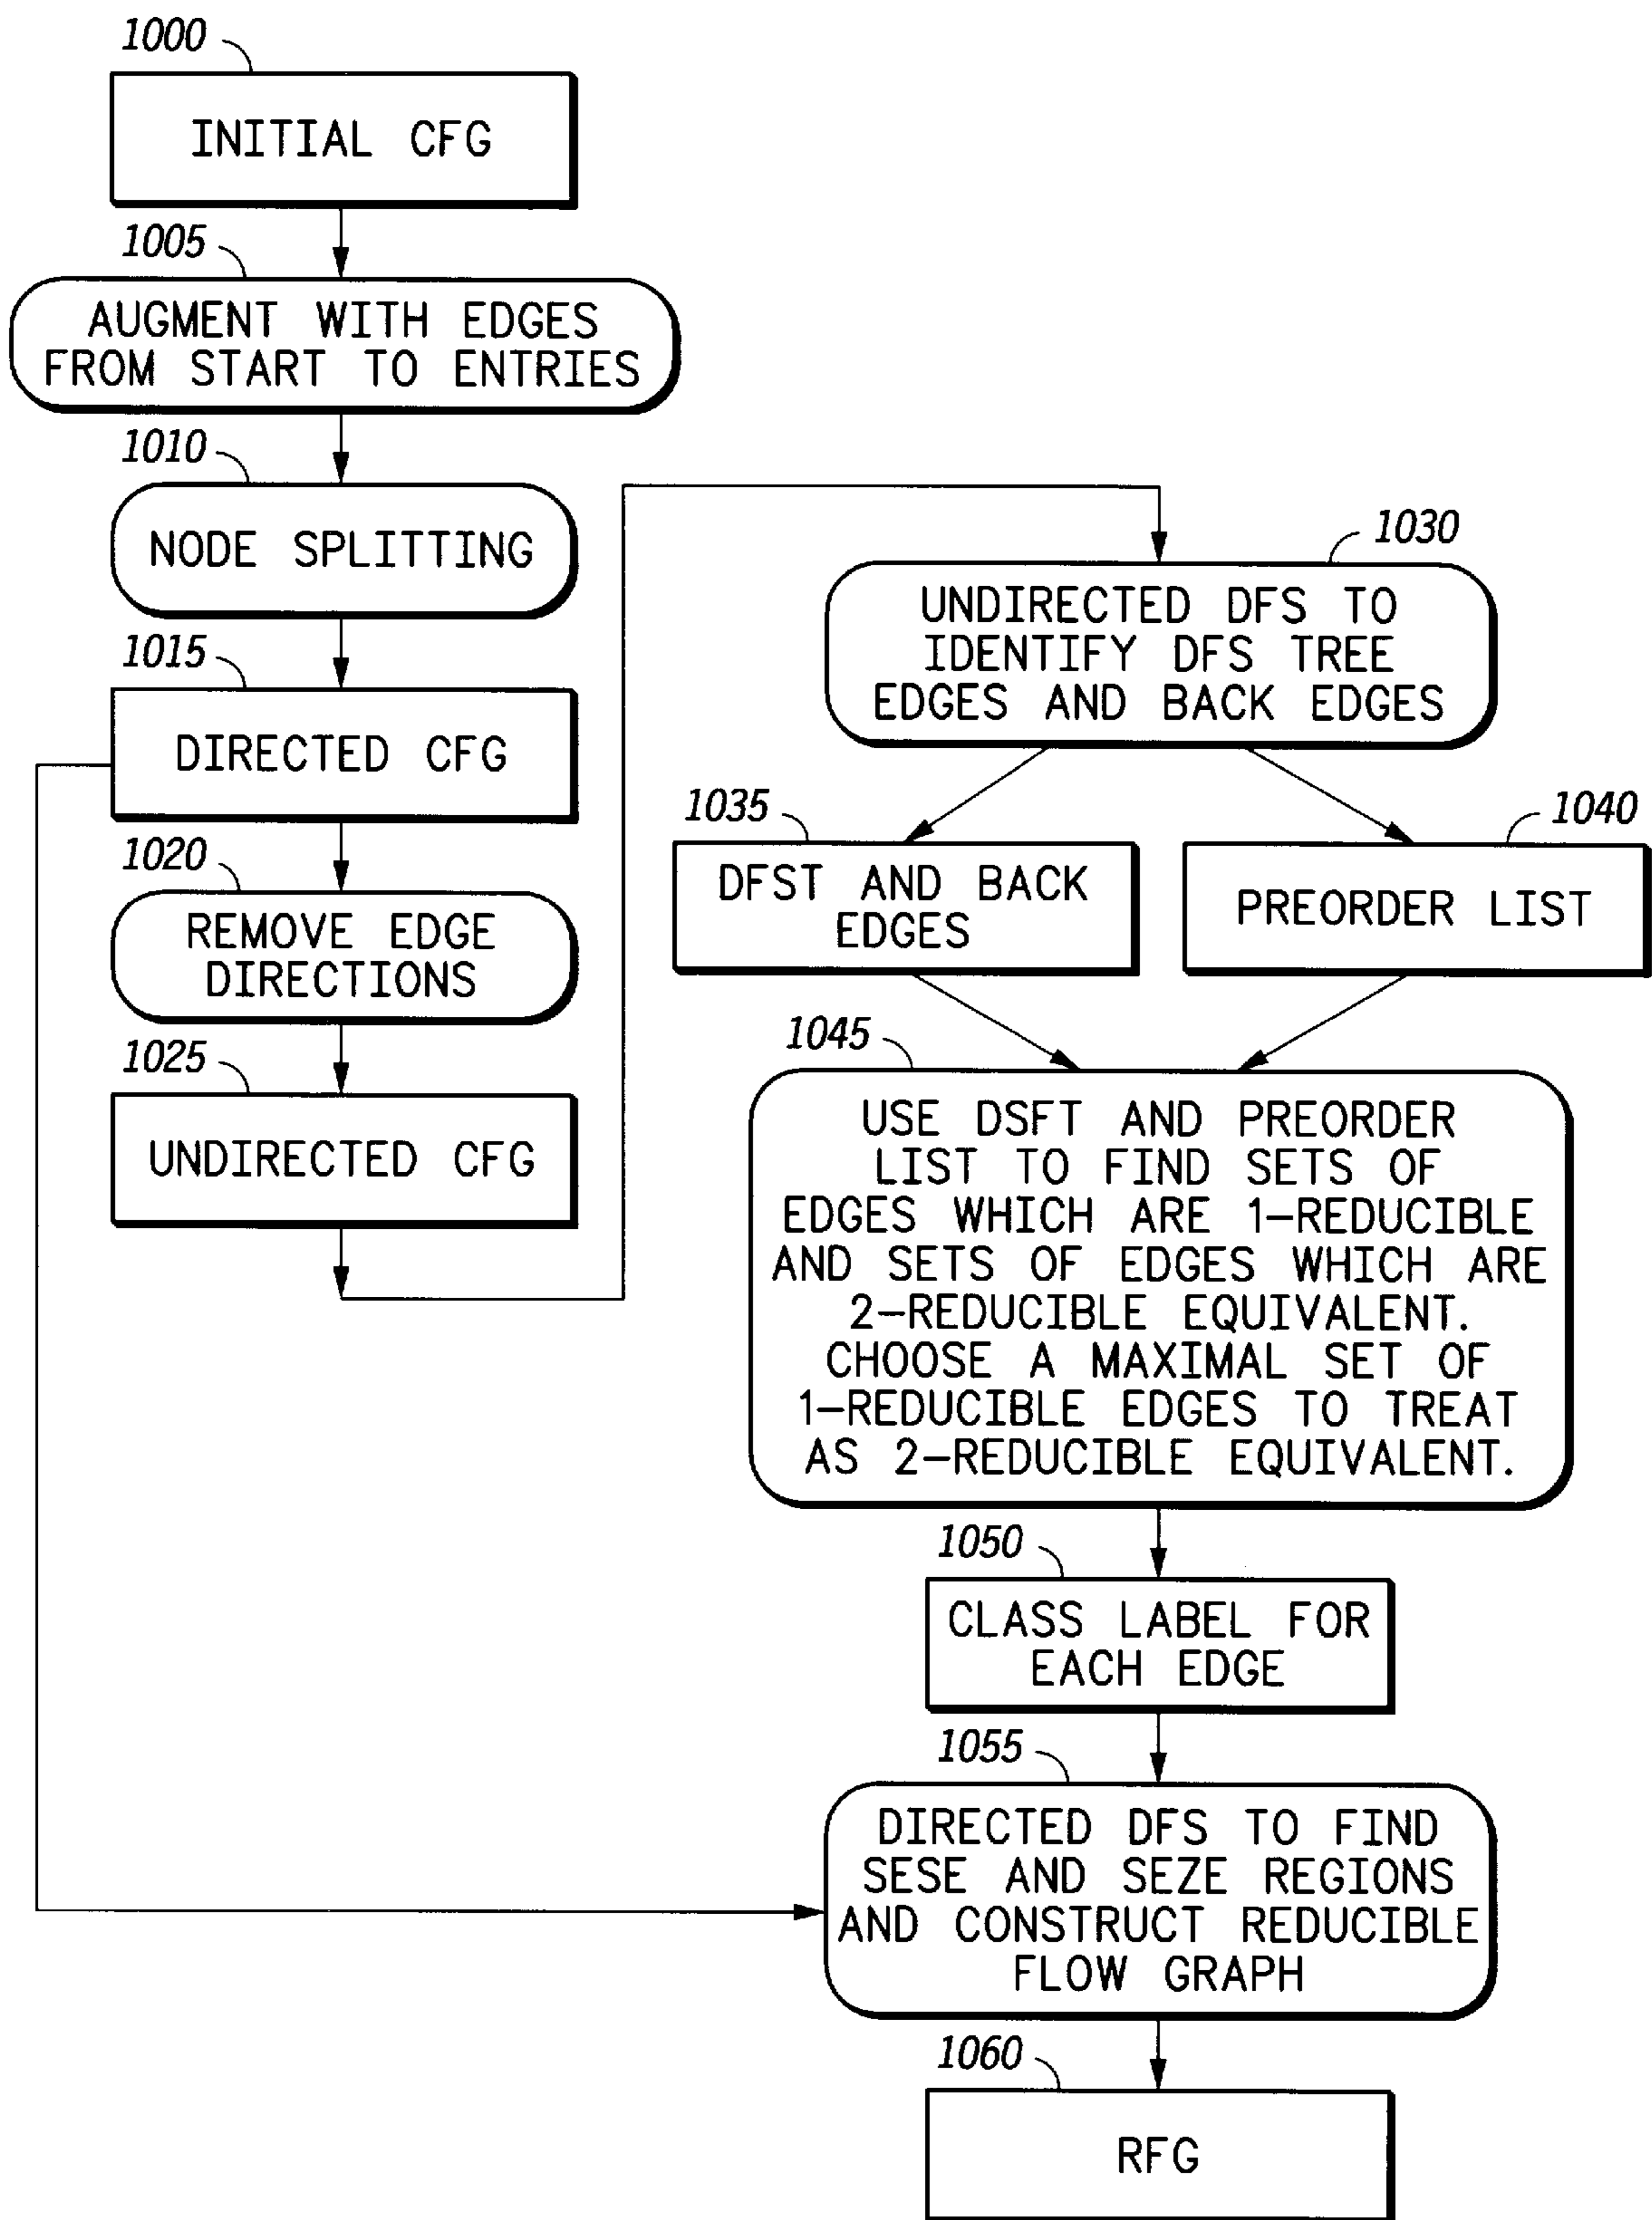 1000
INITIAL CFG
1005
AUGMENT WITH EDGES
FROM START TO ENTRIES
1010
NODE SPLITTING
1015
DIRECTED CFG
1020
REMOVE EDGE
DIRECTIONS
1025
UNDIRECTED CFG
1030
UNDIRECTED DFS TO
IDENTIFY DFS TREE
EDGES AND BACK EDGES
1035
DFST AND BACK
EDGES
1040
PREORDER LIST
1045
USE DSFT AND PREORDER
LIST TO FIND SETS OF
EDGES WHICH ARE 1-REDUCIBLE
AND SETS OF EDGES WHICH ARE
2-REDUCIBLE EQUIVALENT.
CHOOSE A MAXIMAL SET OF
1-REDUCIBLE EDGES TO TREAT
AS 2-REDUCIBLE EQUIVALENT.
1050
CLASS LABEL FOR
EACH EDGE
1055
DIRECTED DFS TO FIND
SESE AND SEZE REGIONS
AND CONSTRUCT REDUCIBLE
FLOW GRAPH
1060
RFG